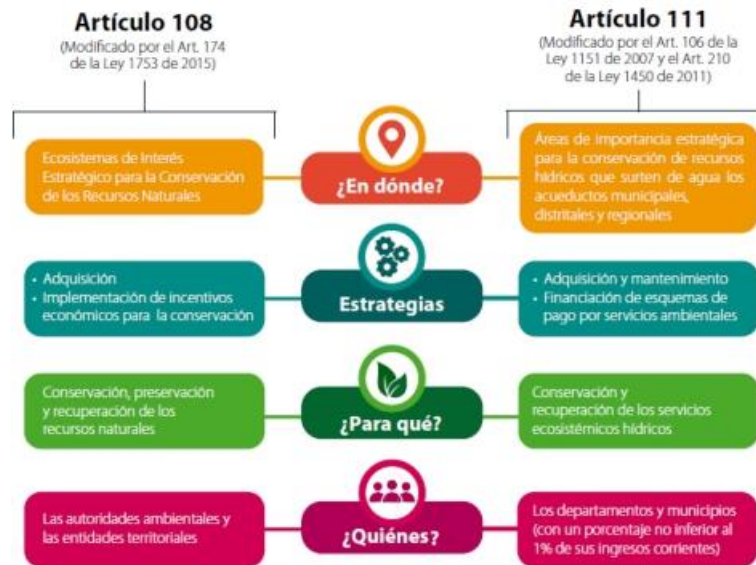 Artículo 108
(Modificado por el Art. 174
de la Ley 1753 de 2015)
Artículo 111
(Modificado por el Art. 106 de la
Ley 1151 de 2007 y el Art. 210
de la Ley 1450 de 2011)
Ecosistemas de Interés
Estratégico para la Conservación
de los Recursos Naturales
¿En dónde?
Áreas de importancia estratégica
para la conservación de recursos
hídricos que surten de agua los
acueductos municipales,
distritales y regionales
• Adquisición
• Implementación de incentivos
económicos para la conservación
Estrategias
• Adquisición y mantenimiento
• Financiación de esquemas de
pago por servicios ambientales
Conservación, preservación
y recuperación de los
recursos naturales
¿Para qué?
Conservación y
recuperación de los servicios
ecosistémicos hídricos
Las autoridades ambientales y
las entidades territoriales
¿Quiénes?
Los departamentos y municipios
(con un porcentaje no inferior al
1% de sus ingresos corrientes)